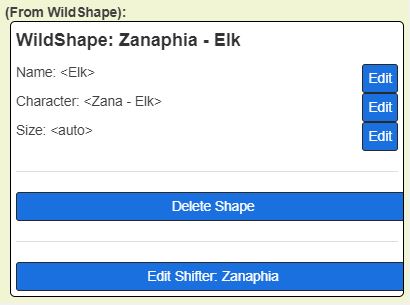 (From WildShape):
WildShape: Zanaphia - Elk
Name: <Elk> Edit
Character: <Zana - Elk> Edit
Size: <auto> Edit
Delete Shape
Edit Shifter: Zanaphia